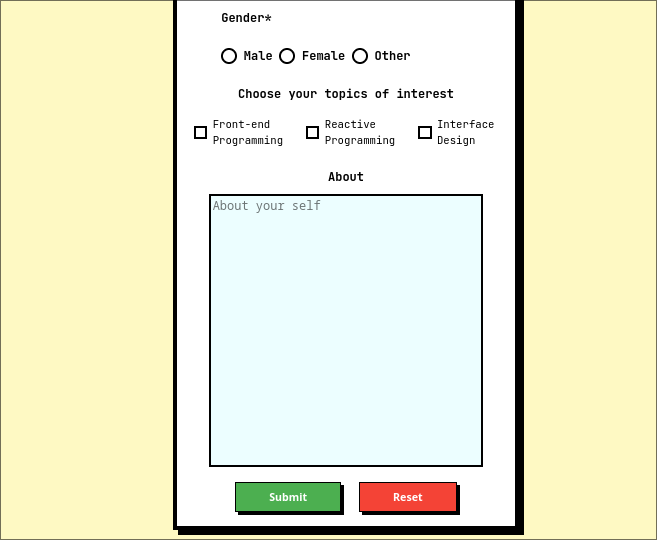 Gender*
Male Female Other
Choose your topics of interest
Front-end Programming
Reactive Programming
Interface Design
About
About your self
Submit Reset